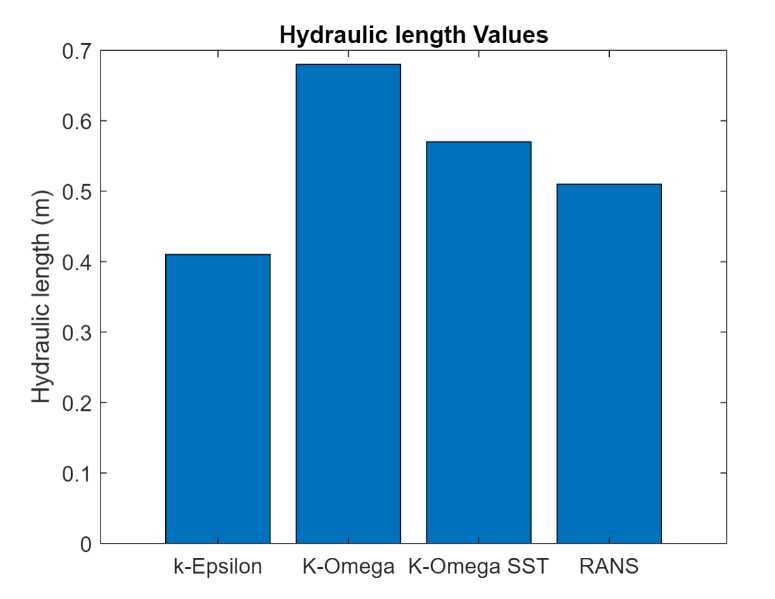 Hydraulic length Values
Hydraulic length (m)
0.7
0.6
0.5
0.4
0.3
0.2
0.1
0
k-Epsilon K-Omega K-Omega SST RANS